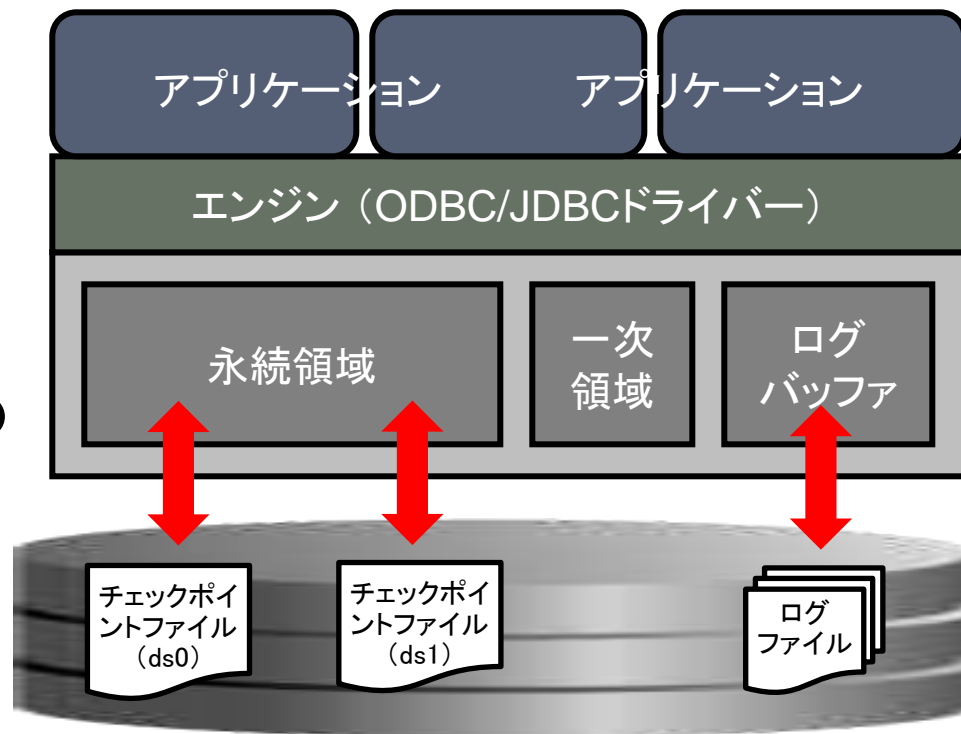 アプリケーション アプリケーション
エンジン（ODBC/JDBCドライバー）
永続領域
一次
領域
ログ
バッファ
チェックポイ
ントファイル
（ds0）
チェックポイ
ントファイル
（ds1）
ログ
ファイル